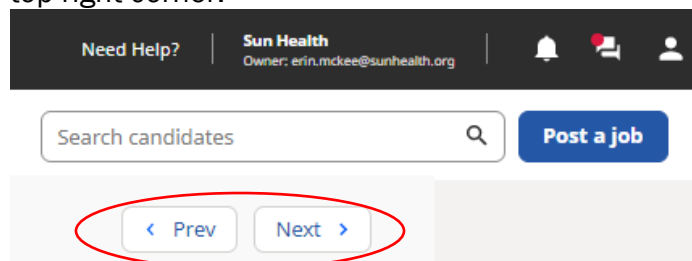 top right corner.
Need Help?
Sun Health
Owner: erin.mckee@sunhealth.org
Search candidates
Post a job
Prev
Next